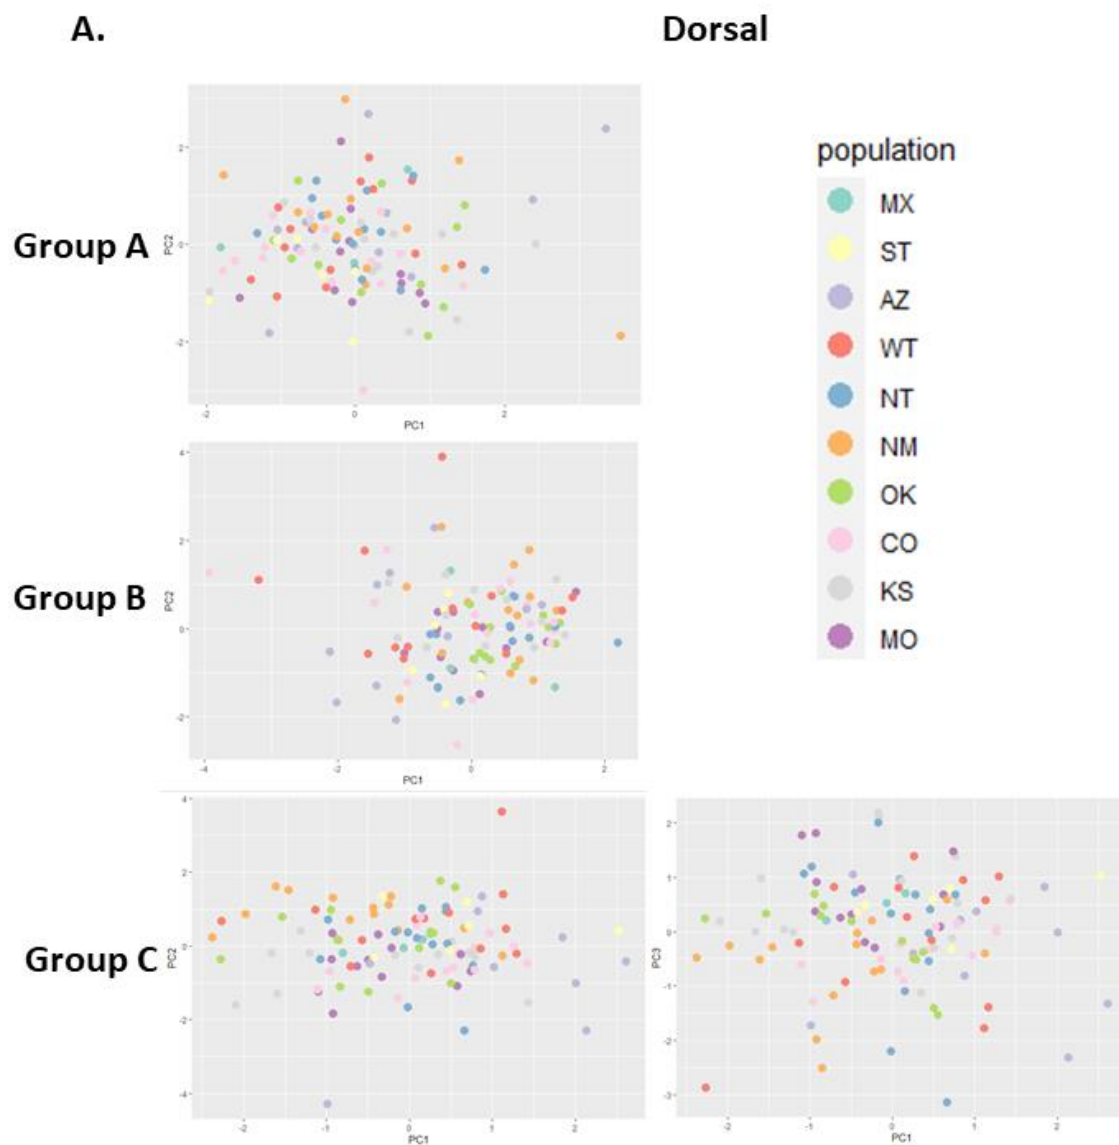 A. Dorsal
Group A
PC2
2
0
-2
-2 0 2
PC1
population
MX
ST
AZ
WT
NT
NM
OK
CO
KS
MO
Group B
PC2
4
2
0
-2
-4 -2 0 2
PC1
Group C
PC2
4
2
0
-2
-4
-2 -1 0 1 2
PC1
PC3
2
1
0
-1
-2
-3
-2 -1 0 1 2
PC1